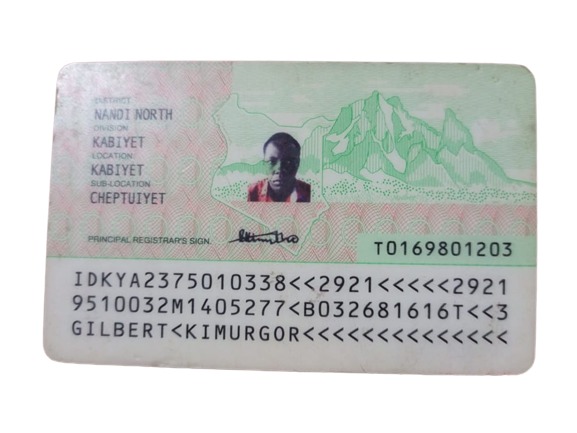 DISTRICT
NANDI NORTH
DIVISION
KABIYET
LOCATION
KABIYET
SUB-LOCATION
CHEPTUIYET
PRINCIPAL REGISTRAR'S SIGN.
T0169801203
IDKYA2375010338<<2921<<<<<2921
9510032M1405277<B032681616T<<3
GILBERT<KIMURGOR<<<<<<<<<<<<<<